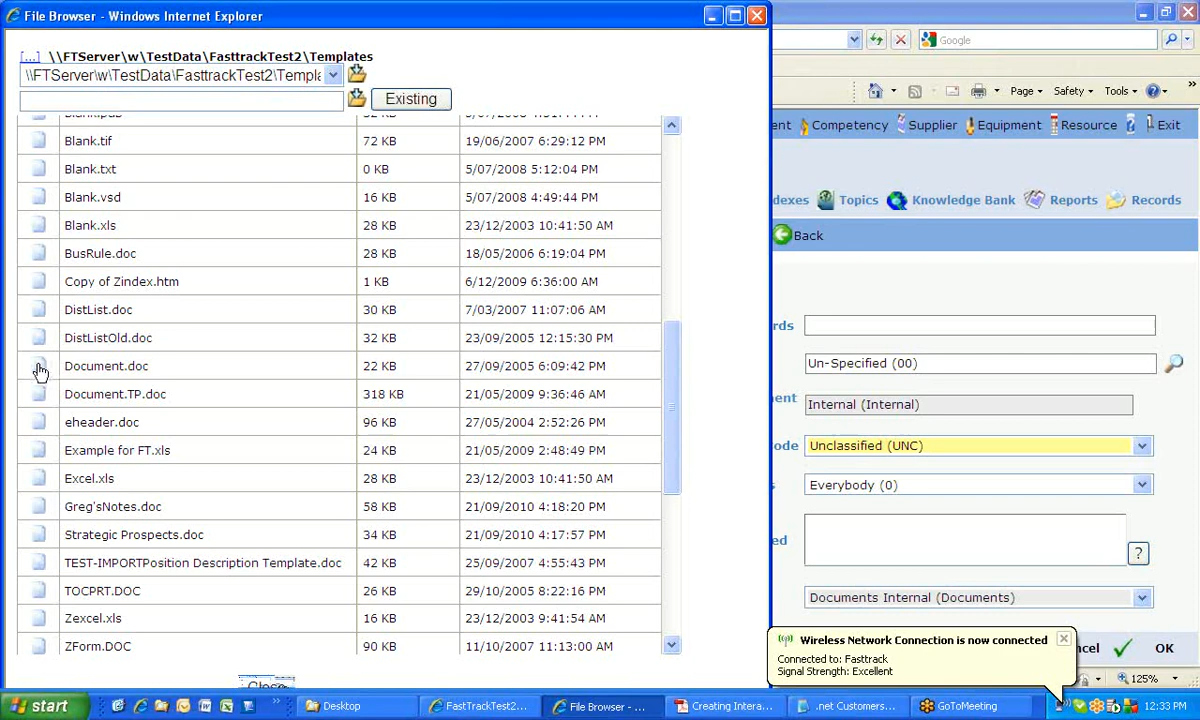 File Browser - Windows Internet Explorer
[...] \\FTServer\w\TestData\FasttrackTest2\Templates
\\FTServer\w\TestData\FasttrackTest2\Templa
Existing
Blank.tif 72 KB 19/06/2007 6:29:12 PM
Blank.txt 0 KB 5/07/2008 5:12:04 PM
Blank.vsd 16 KB 5/07/2008 4:49:44 PM
Blank.xls 28 KB 23/12/2003 10:41:50 AM
BusRule.doc 28 KB 18/05/2006 6:19:04 PM
Copy of Zindex.htm 1 KB 6/12/2009 6:36:00 AM
DistList.doc 30 KB 7/03/2007 11:07:06 AM
DistListOld.doc 32 KB 23/09/2005 12:15:30 PM
Document.doc 22 KB 27/09/2005 6:09:42 PM
Document.TP.doc 318 KB 21/05/2009 9:36:46 AM
eheader.doc 96 KB 27/05/2004 2:52:26 PM
Example for FT.xls 24 KB 21/05/2009 2:48:49 PM
Excel.xls 28 KB 23/12/2003 10:41:50 AM
Greg'sNotes.doc 58 KB 21/09/2010 4:18:20 PM
Strategic Prospects.doc 34 KB 21/09/2010 4:17:57 PM
TEST-IMPORTPosition Description Template.doc 42 KB 25/09/2007 4:55:43 PM
TOCPRT.DOC 26 KB 29/10/2005 8:22:16 PM
Zexcel.xls 16 KB 23/12/2003 9:41:54 AM
ZForm.DOC 90 KB 11/10/2007 11:13:00 AM
Close
Google
Page Safety Tools
ent Competency Supplier Equipment Resource Exit
dexes Topics Knowledge Bank Reports Records
Back
rds
Un-Specified (00)
ent Internal (Internal)
ode Unclassified (UNC)
s Everybody (0)
ed ?
Documents Internal (Documents)
ncel OK
Wireless Network Connection is now connected
Connected to: Fasttrack
Signal Strength: Excellent
125%
start Desktop FastTrackTest2... File Browser - ... Creating Intera... .net Customers... GoToMeeting 12:33 PM